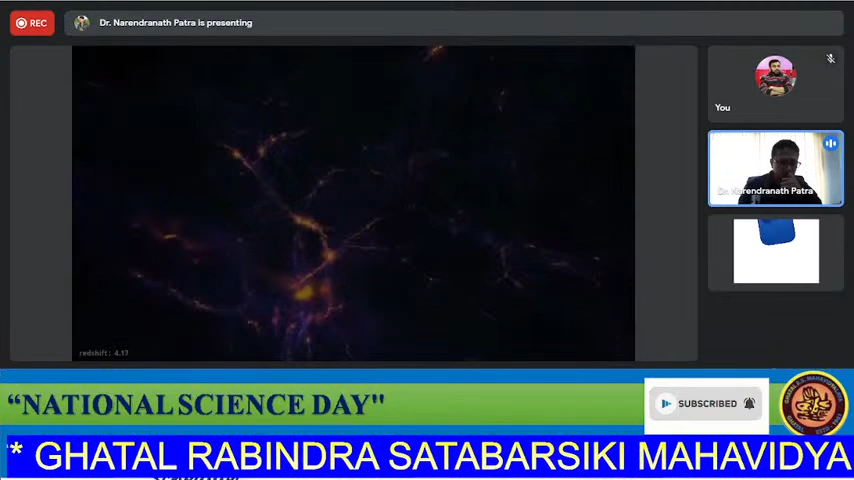 REC
Dr. Narendranath Patra is presenting
You
Dr. Narendranath Patra
redshift: 4.17
“NATIONAL SCIENCE DAY"
SUBSCRIBED
* GHATAL RABINDRA SATABARSIKI MAHAVIDYA